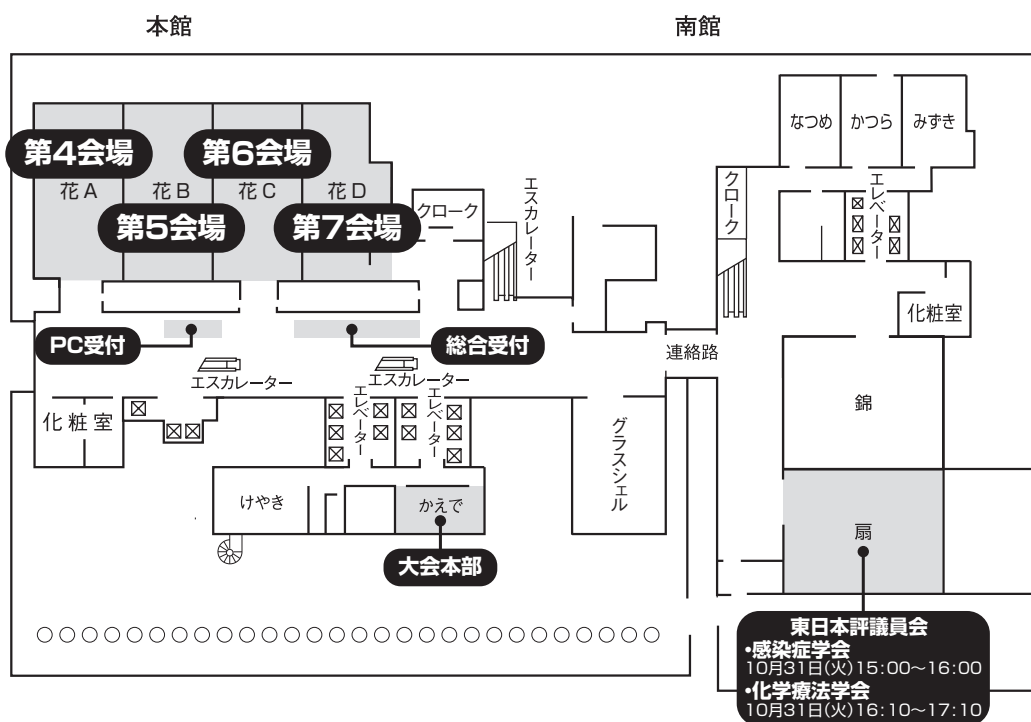 本館
南館
第4会場
第6会場
花A
花B
花C
花D
第5会場
第7会場
クローク
エスカレーター
PC受付
総合受付
エスカレーター
エスカレーター
化粧室
エレベーター
エレベーター
けやき
かえで
大会本部
グラスシェル
連絡路
なつめ
かつら
みずき
クローク
エレベーター
化粧室
錦
扇
東日本評議員会
•感染症学会
10月31日(火)15:00~16:00
•化学療法学会
10月31日(火)16:10~17:10